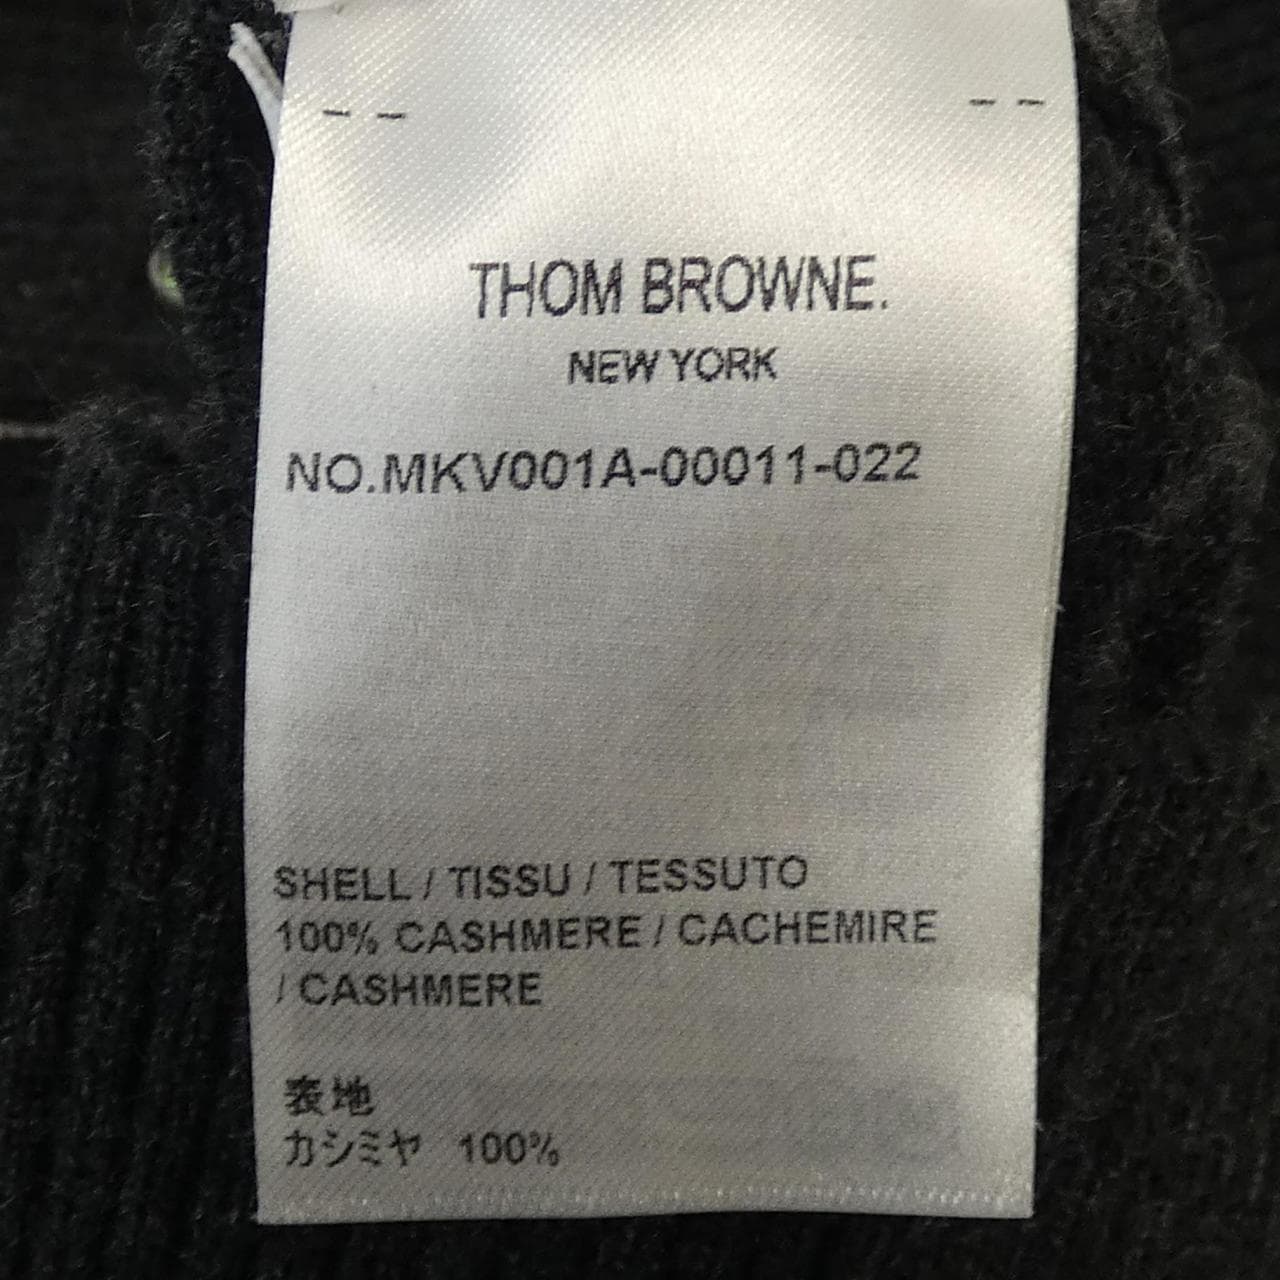 THOM BROWNE.
NEW YORK
NO.MKV001A-00011-022
SHELL / TISSU / TESSUTO
100% CASHMERE / CACHEMIRE
/ CASHMERE
表地
カシミヤ 100%